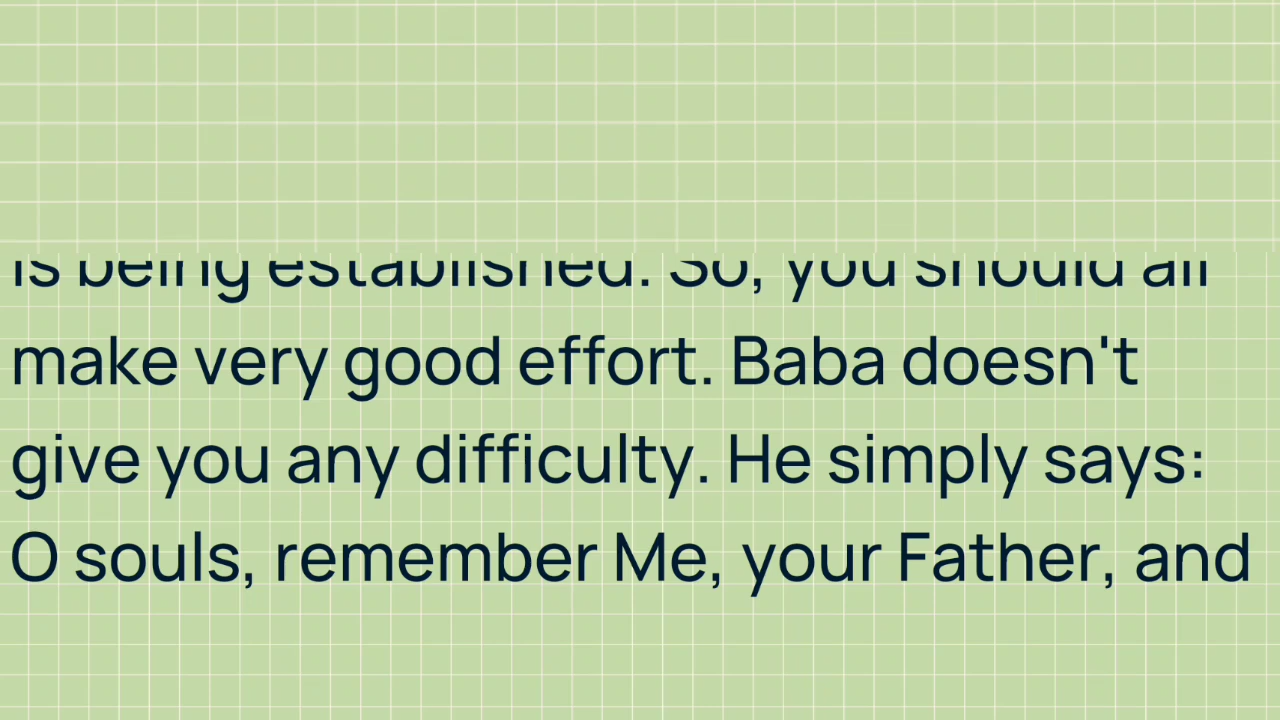 is being established. So, you should all
make very good effort. Baba doesn't
give you any difficulty. He simply says:
O souls, remember Me, your Father, and